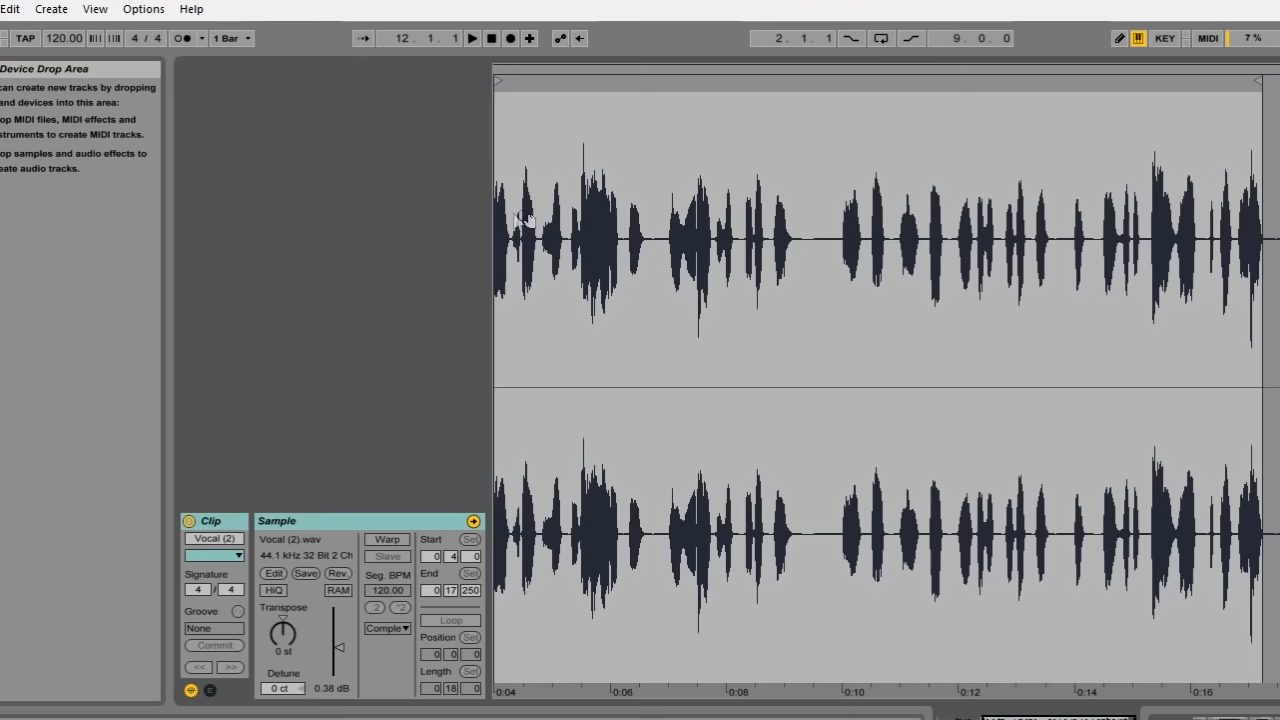 Edit Create View Options Help
TAP 120.00 4 / 4 1 Bar 12. 1. 1 2. 1. 1 9. 0. 0 KEY MIDI 7 %
Device Drop Area
can create new tracks by dropping
and devices into this area:
op MIDI files, MIDI effects and
struments to create MIDI tracks.
op samples and audio effects to
eate audio tracks.
Clip
Vocal (2)
Signature
4 / 4
Groove
None
Commit
<< >>
Sample
Vocal (2).wav
44.1 kHz 32 Bit 2 Ch
Edit Save Rev.
HiQ RAM
Transpose
0 st
Detune
0 ct 0.38 dB
Warp
Slave
Seg. BPM
120.00
:2 *2
Comple
Start Set
0 4 0
End Set
0 17 250
Loop
Position Set
0 0 0
Length Set
0 18 0
0:04 0:06 0:08 0:10 0:12 0:14 0:16